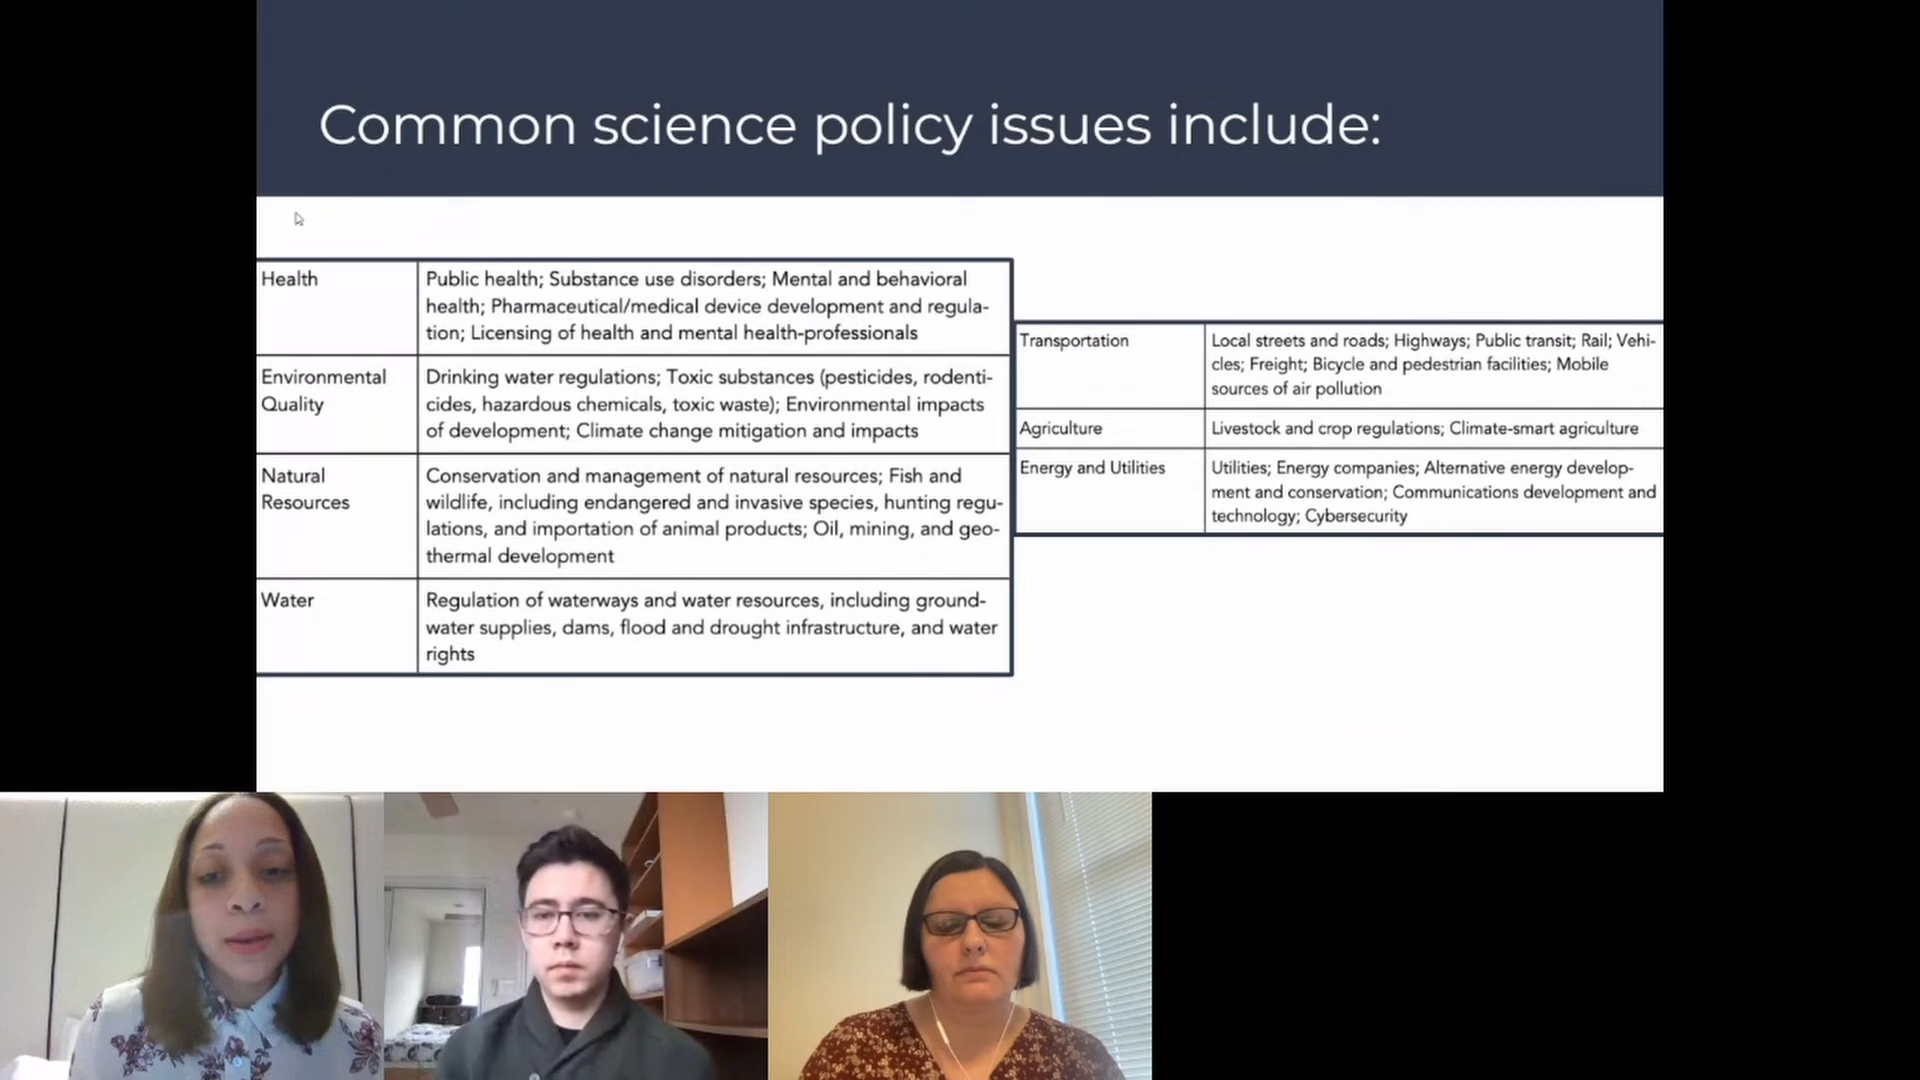 Common science policy issues include:
Health
Public health; Substance use disorders; Mental and behavioral
health; Pharmaceutical/medical device development and regula-
tion; Licensing of health and mental health-professionals
Environmental
Quality
Drinking water regulations; Toxic substances (pesticides, rodenti-
cides, hazardous chemicals, toxic waste); Environmental impacts
of development; Climate change mitigation and impacts
Natural
Resources
Conservation and management of natural resources; Fish and
wildlife, including endangered and invasive species, hunting regu-
lations, and importation of animal products; Oil, mining, and geo-
thermal development
Water
Regulation of waterways and water resources, including ground-
water supplies, dams, flood and drought infrastructure, and water
rights
Transportation
Local streets and roads; Highways; Public transit; Rail; Vehi-
cles; Freight; Bicycle and pedestrian facilities; Mobile
sources of air pollution
Agriculture
Livestock and crop regulations; Climate-smart agriculture
Energy and Utilities
Utilities; Energy companies; Alternative energy develop-
ment and conservation; Communications development and
technology; Cybersecurity